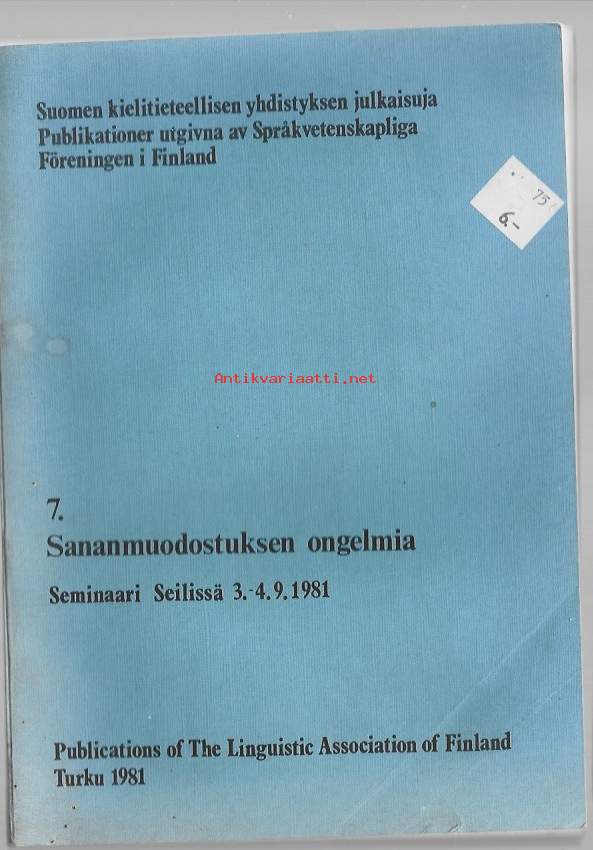 Suomen kielitieteellisen yhdistyksen julkaisuja
Publikationer utgivna av Språkvetenskapliga
Föreningen i Finland
75
6.-
Antikvariaatti.net
7.
Sananmuodostuksen ongelmia
Seminaari Seilissä 3.-4.9.1981
Publications of The Linguistic Association of Finland
Turku 1981